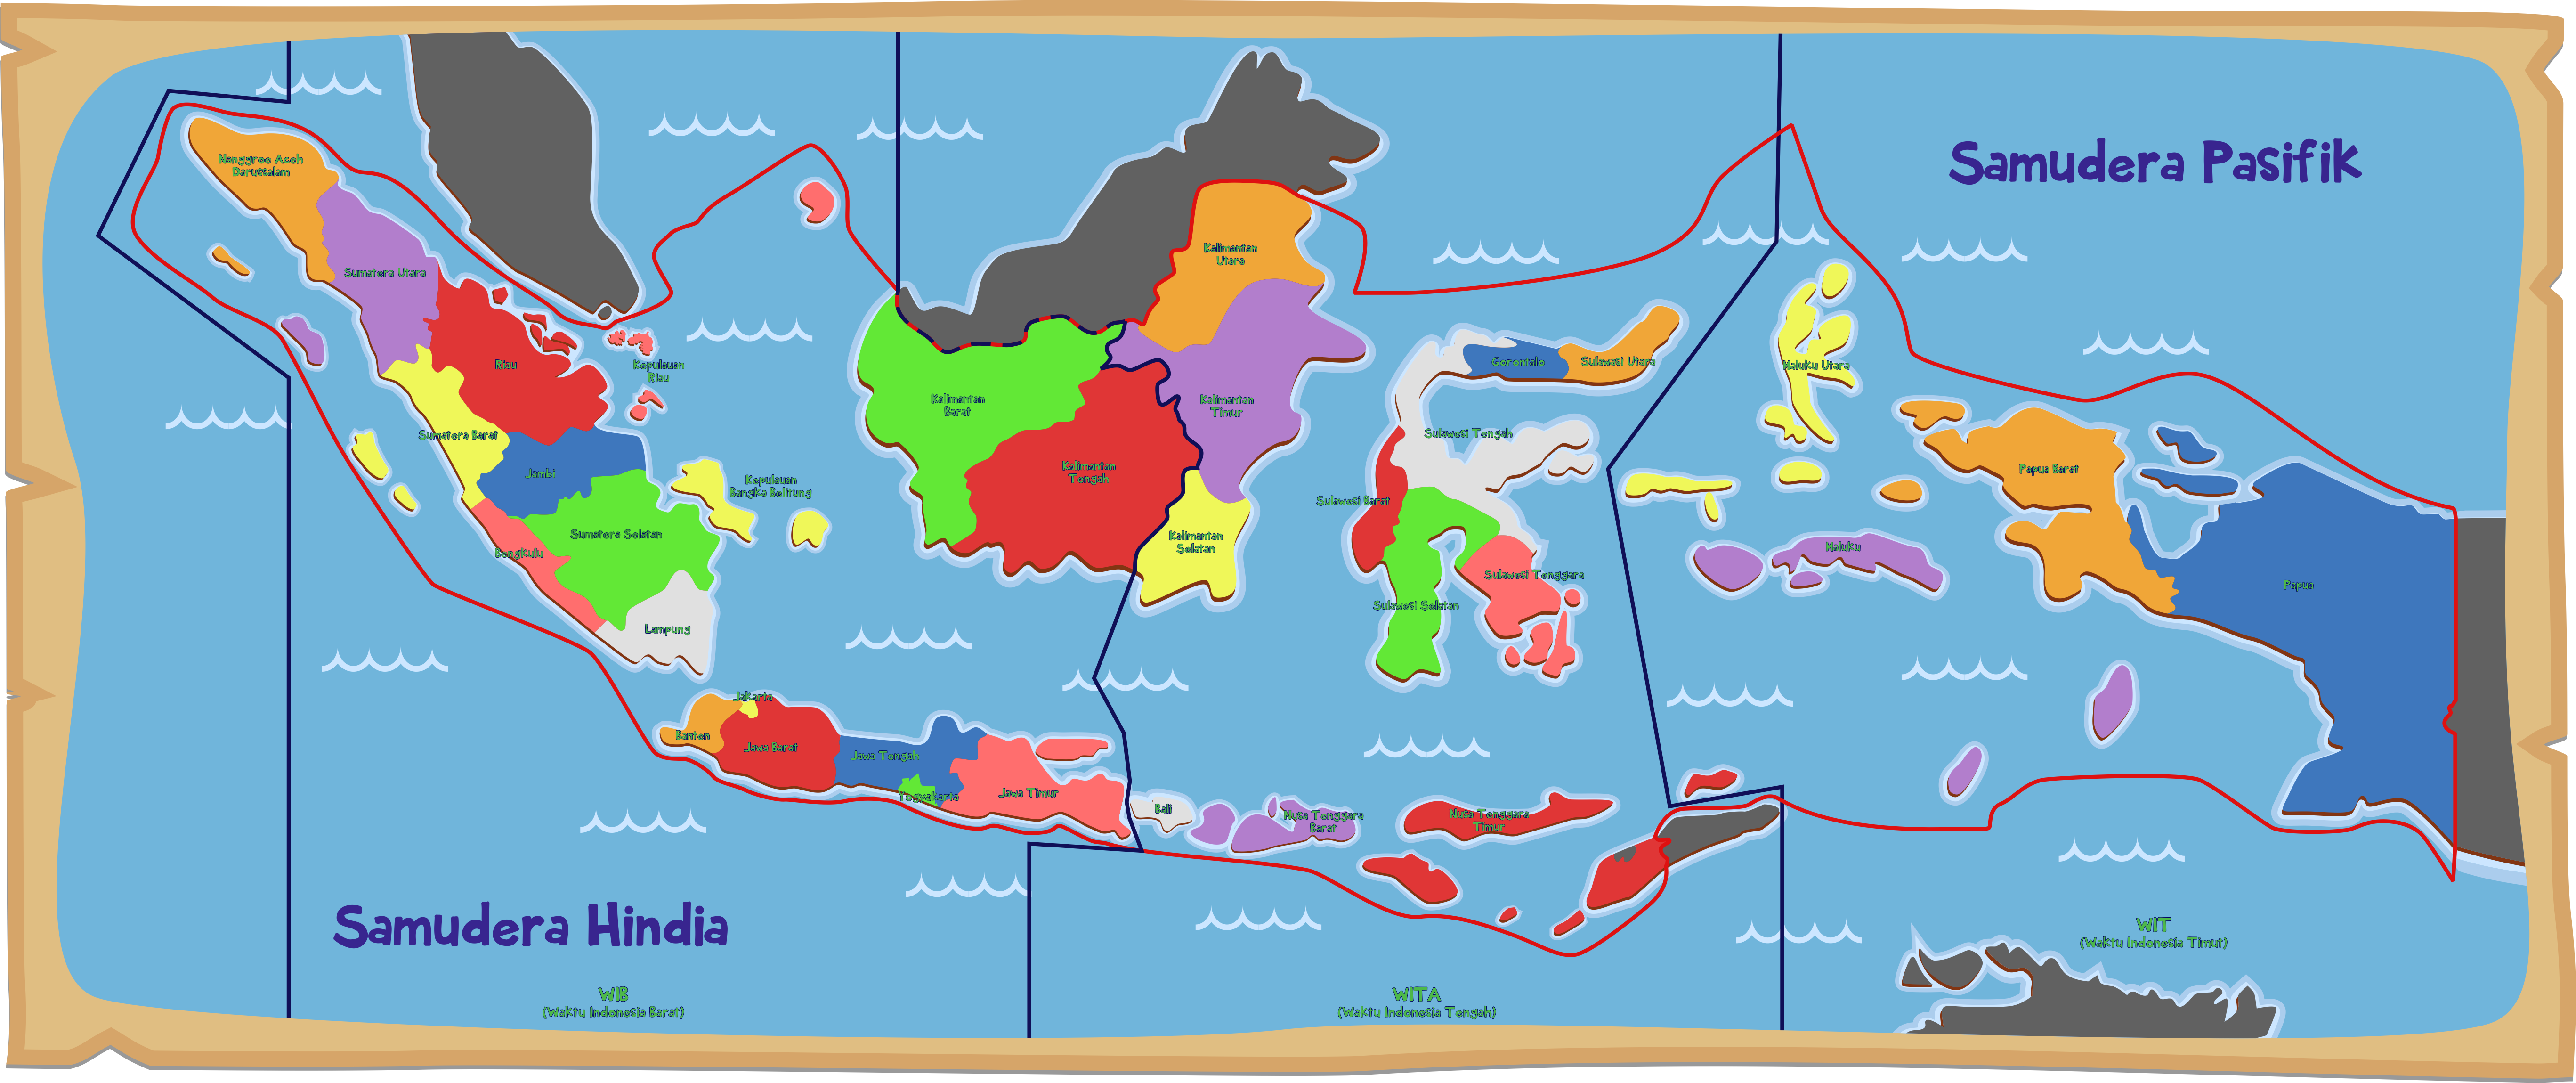 Samudera Pasifik
Nanggroe Aceh
Darussalam
Sumatera Utara
Riau
Kepulauan
Riau
Sumatera Barat
Jambi
Kepulauan
Bangka Belitung
Sumatera Selatan
Bengkulu
Lampung
Jakarta
Banten
Jawa Barat
Jawa Tengah
Yogyakarta
Jawa Timur
Kalimantan
Utara
Kalimantan
Barat
Kalimantan
Timur
Kalimantan
Tengah
Kalimantan
Selatan
Gorontalo
Sulawesi Utara
Sulawesi Tengah
Sulawesi Barat
Sulawesi Tenggara
Sulawesi Selatan
Bali
Nusa Tenggara
Barat
Nusa Tenggara
Timur
Maluku Utara
Maluku
Papua Barat
Papua
Samudera Hindia
WIB
(Waktu Indonesia Barat)
WITA
(Waktu Indonesia Tengah)
WIT
(Waktu Indonesia Timut)